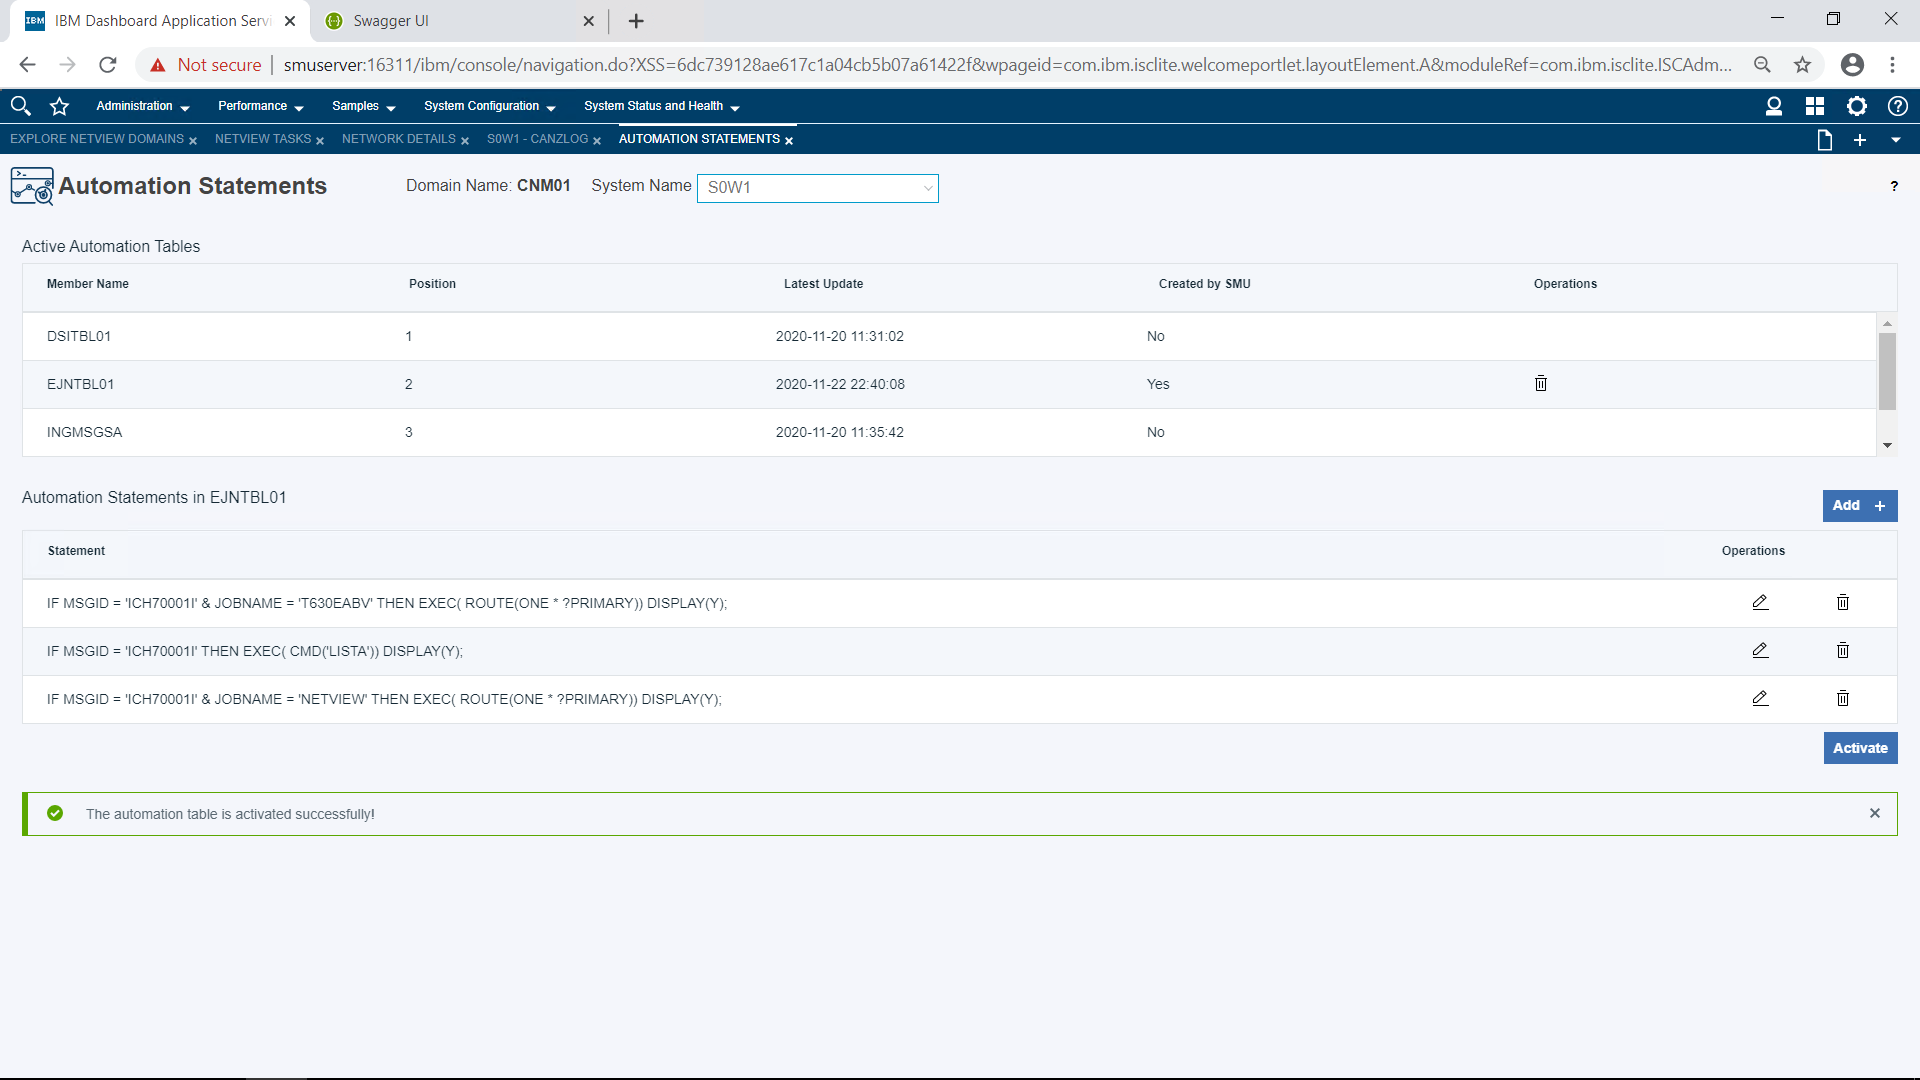 IBM IBM Dashboard Application Servi
Swagger UI
Not secure smuserver:16311/ibm/console/navigation.do?XSS=6dc739128ae617c1a04cb5b07a61422f&wpageid=com.ibm.isclite.welcomeportlet.layoutElement.A&moduleRef=com.ibm.isclite.ISCAdm...
Administration Performance Samples System Configuration System Status and Health
EXPLORE NETVIEW DOMAINS NETVIEW TASKS NETWORK DETAILS S0W1 - CANZLOG AUTOMATION STATEMENTS
Automation Statements Domain Name: CNM01 System Name S0W1 ?
Active Automation Tables
Member Name Position Latest Update Created by SMU Operations
DSITBL01 1 2020-11-20 11:31:02 No
EJNTBL01 2 2020-11-22 22:40:08 Yes
INGMSGSA 3 2020-11-20 11:35:42 No
Automation Statements in EJNTBL01
Add +
Statement Operations
IF MSGID = 'ICH70001I' & JOBNAME = 'T630EABV' THEN EXEC( ROUTE(ONE * ?PRIMARY)) DISPLAY(Y);
IF MSGID = 'ICH70001I' THEN EXEC( CMD('LISTA')) DISPLAY(Y);
IF MSGID = 'ICH70001I' & JOBNAME = 'NETVIEW' THEN EXEC( ROUTE(ONE * ?PRIMARY)) DISPLAY(Y);
Activate
The automation table is activated successfully!